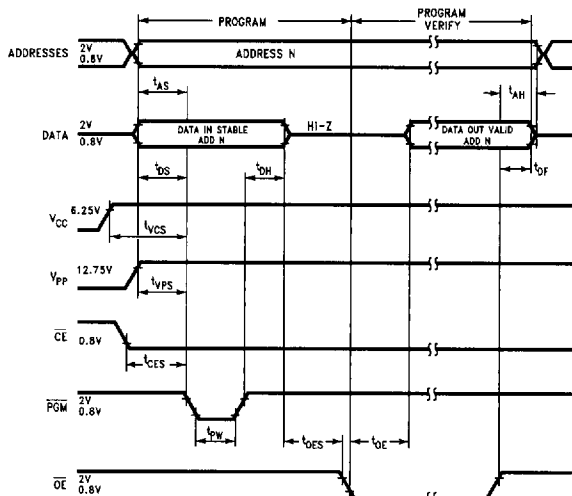 PROGRAM
PROGRAM
VERIFY
ADDRESSES
2V
0.8V
ADDRESS N
tAS
tAH
DATA
2V
0.8V
DATA IN STABLE
ADD N
HI-Z
DATA OUT VALID
ADD N
tDS
tDH
tDF
VCC
6.25V
tVCS
VPP
12.75V
tVPS
CE
0.8V
tCES
PGM
2V
0.8V
tPW
tOES
tOE
OE
2V
0.8V